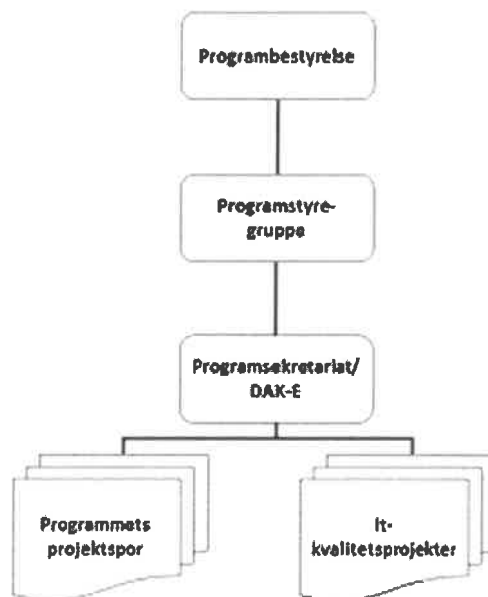 Programbestyrelse
Programstyre-
gruppe
Programsekretariat/
DAK-E
Programmets
projektspor
It-
kvalitetsprojekter